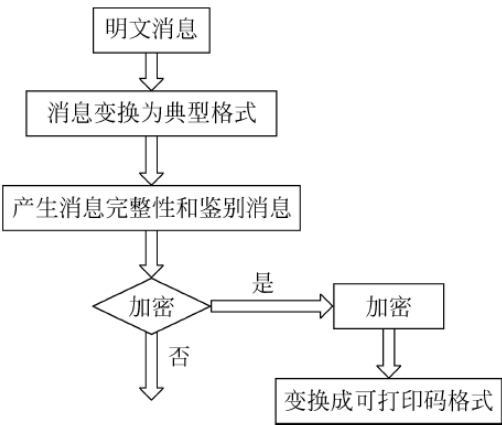 明文消息
消息变换为典型格式
产生消息完整性和鉴别消息
加密
是
加密
否
变换成可打印码格式